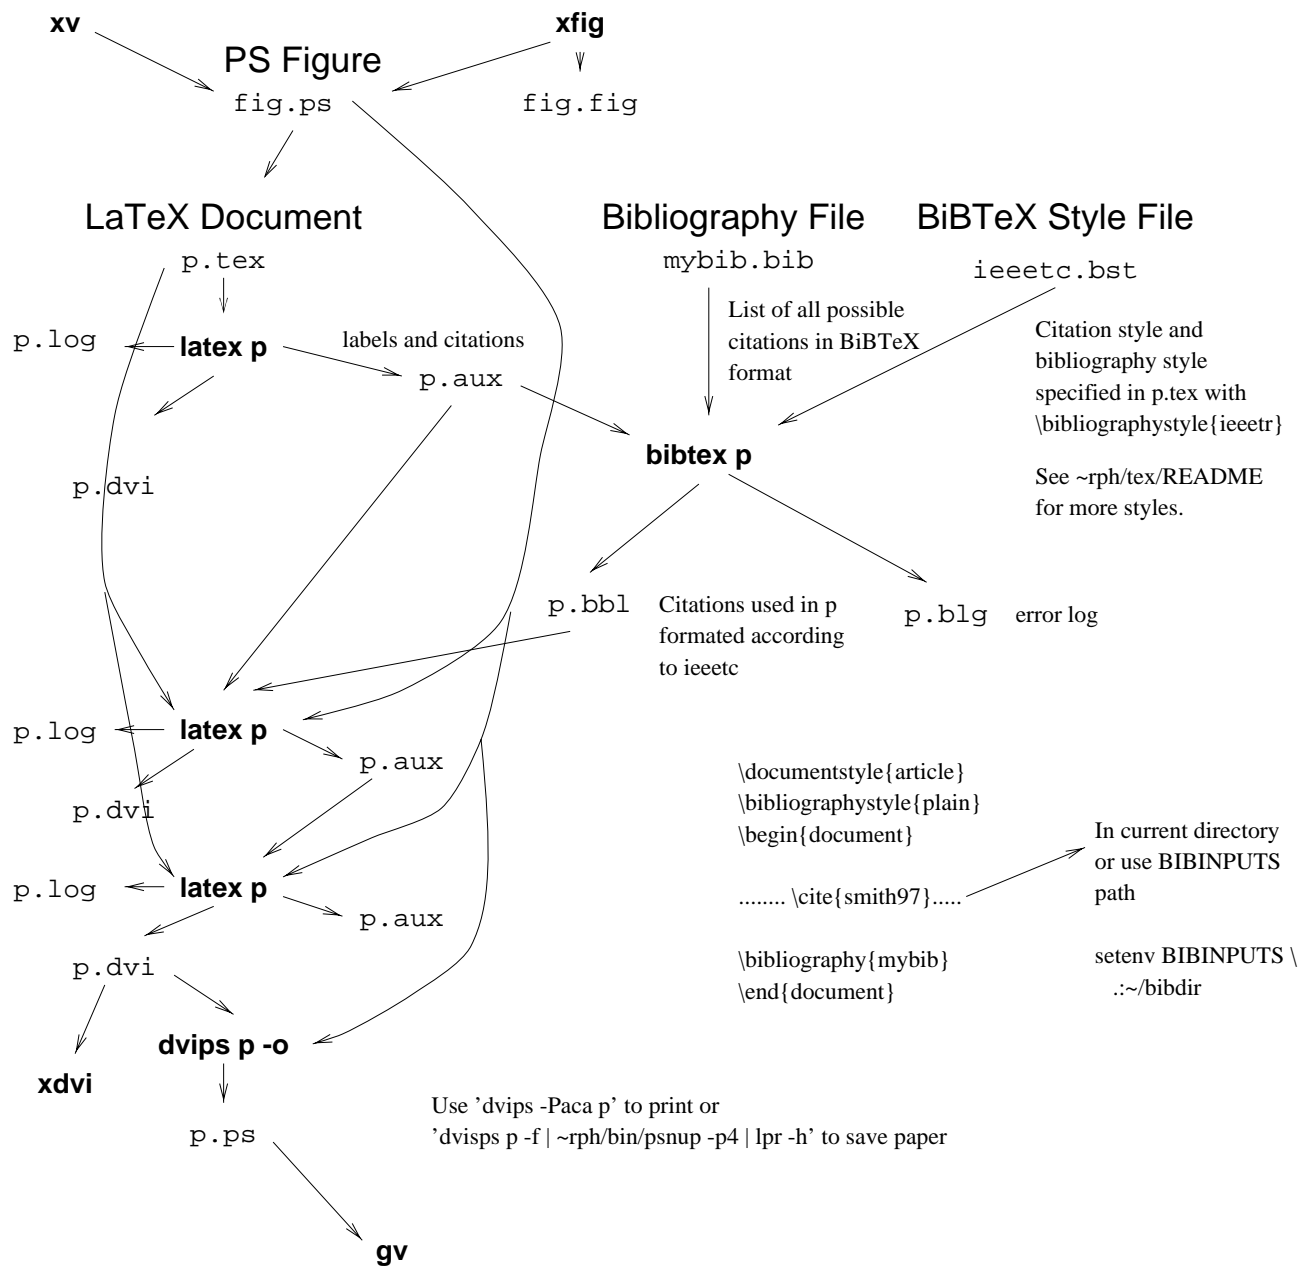 xv
xfig
PS Figure
fig.ps
fig.fig
LaTeX Document
Bibliography File
BiBTeX Style File
p.tex
mybib.bib
ieeetc.bst
List of all possible
citations in BiBTeX
format
Citation style and
bibliography style
specified in p.tex with
\bibliographystyle{ieeetr}
See ~rph/tex/README
for more styles.
p.log
latex p
labels and citations
p.aux
bibtex p
p.dvi
p.bbl
Citations used in p
formated according
to ieeetc
p.blg
error log
p.log
latex p
p.aux
p.dvi
p.log
latex p
p.aux
p.dvi
\documentstyle{article}
\bibliographystyle{plain}
\begin{document}
........ \cite{smith97}.....
\bibliography{mybib}
\end{document}
In current directory
or use BIBINPUTS
path
setenv BIBINPUTS \
.:~/bibdir
dvips p -o
xdvi
p.ps
Use ’dvips -Paca p’ to print or
’dvisps p -f | ~rph/bin/psnup -p4 | lpr -h’ to save paper
gv